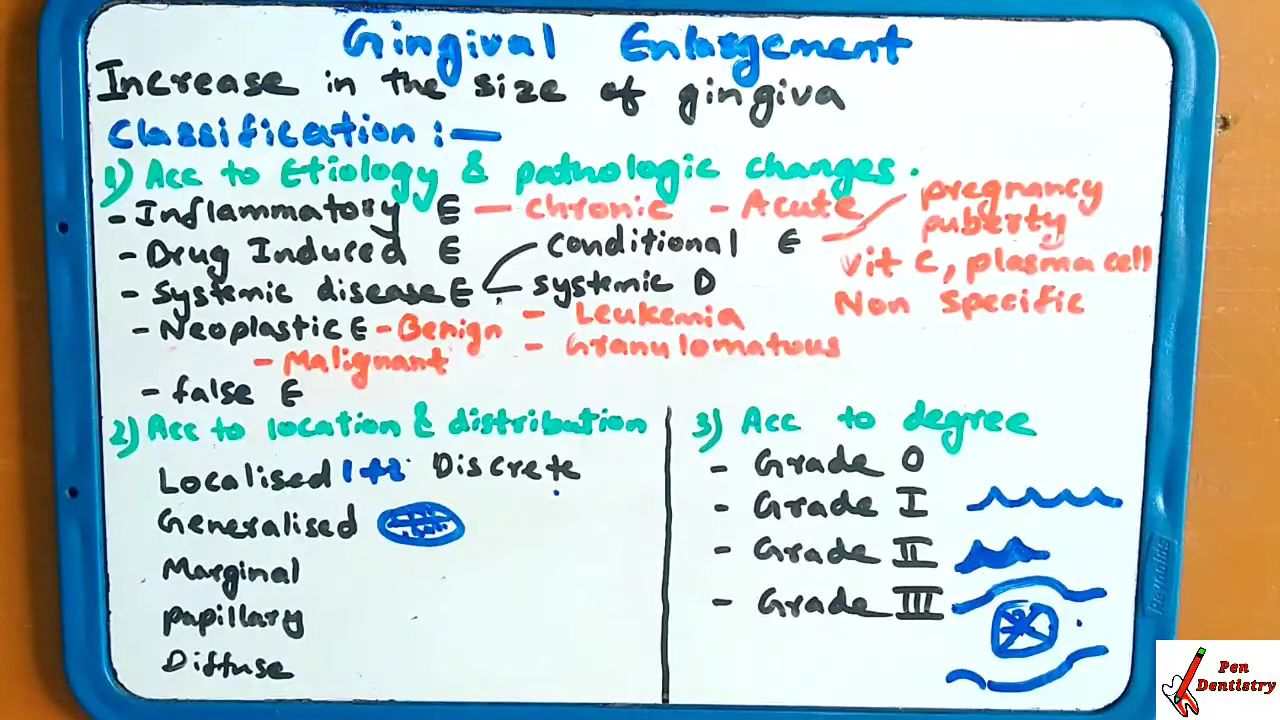 Gingival Enlargement
Increase in the size of gingiva
Classification :-
1) Acc to Etiology & pathologic changes.
- Inflammatory E - chronic - Acute
- Drug Induced E
- Systemic disease E
conditional E
pregnancy
puberty
vit C, plasma cell
Non Specific
systemic D
- Leukemia
- Granulomatous
- Neoplastic E - Benign
- Malignant
- false E
2) Acc to location & distribution
Localised 1+2 Discrete
Generalised
Marginal
papillary
Diffuse
3) Acc to degree
- Grade 0
- Grade I
- Grade II
- Grade III
Reynolds
Pen
Dentistry